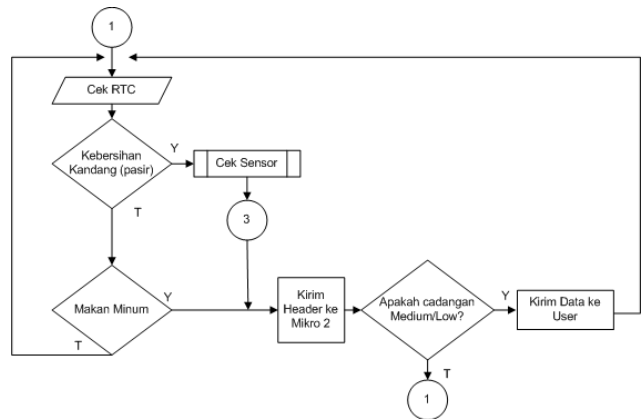 1
Cek RTC
Kebersihan
Kandang (pasir)
Y
Cek Sensor
T
3
Makan Minum
Y
T
Kirim
Header ke
Mikro 2
Apakah cadangan
Medium/Low?
Y
Kirim Data ke
User
T
1